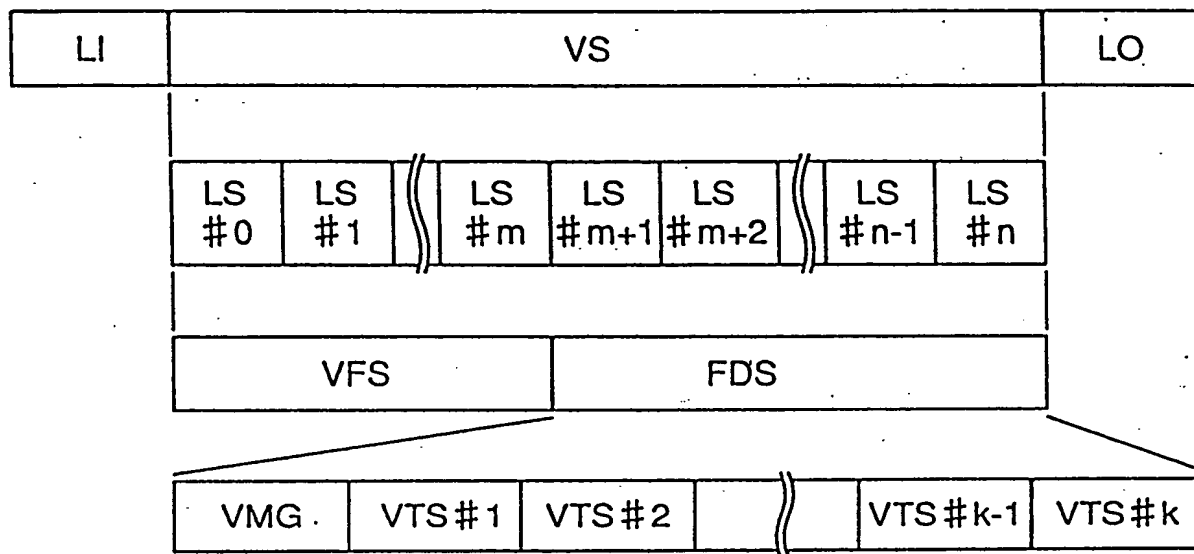 LI VS LO
LS LS LS LS LS LS LS
#0 #1 #m #m+1 #m+2 #n-1 #n
VFS FDS
VMG VTS#1 VTS#2 VTS#k-1 VTS#k